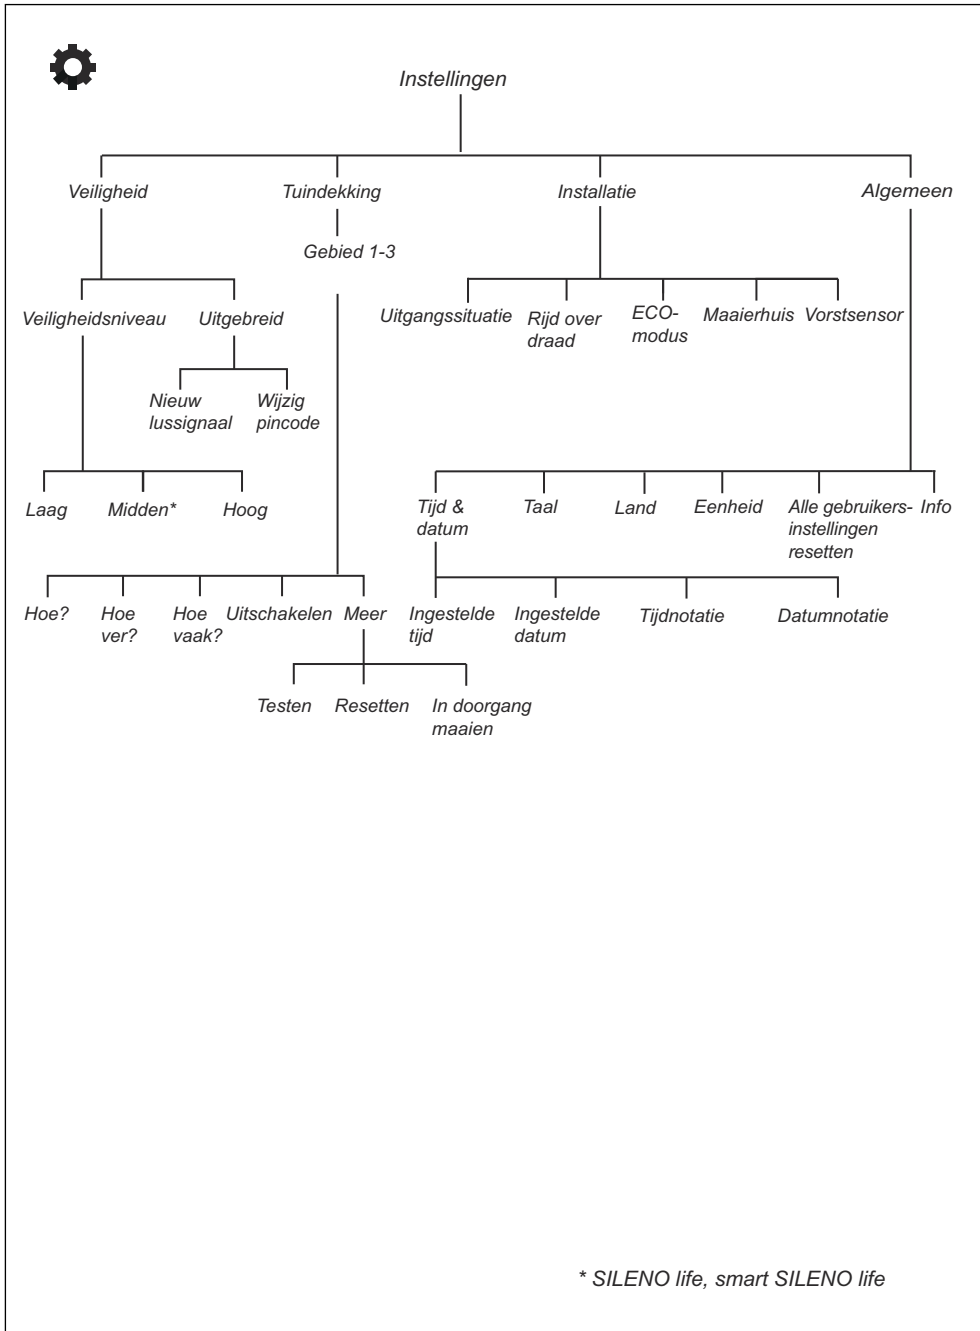 Instellingen
Veiligheid
Tuindekking
Installatie
Algemeen
Gebied 1-3
Veiligheidsniveau
Uitgebreid
Uitgangssituatie
Rijd over
draad
ECO-
modus
Maaierhuis
Vorstsensor
Nieuw
lussignaal
Wijzig
pincode
Laag
Midden*
Hoog
Tijd &
datum
Taal
Land
Eenheid
Alle gebruikers-
instellingen
resetten
Info
Hoe?
Hoe
ver?
Hoe
vaak?
Uitschakelen
Meer
Ingestelde
tijd
Ingestelde
datum
Tijdnotatie
Datumnotatie
Testen
Resetten
In doorgang
maaien
* SILENO life, smart SILENO life